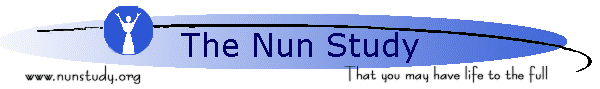 The Nun Study
www.nunstudy.org
That you may have life to the full